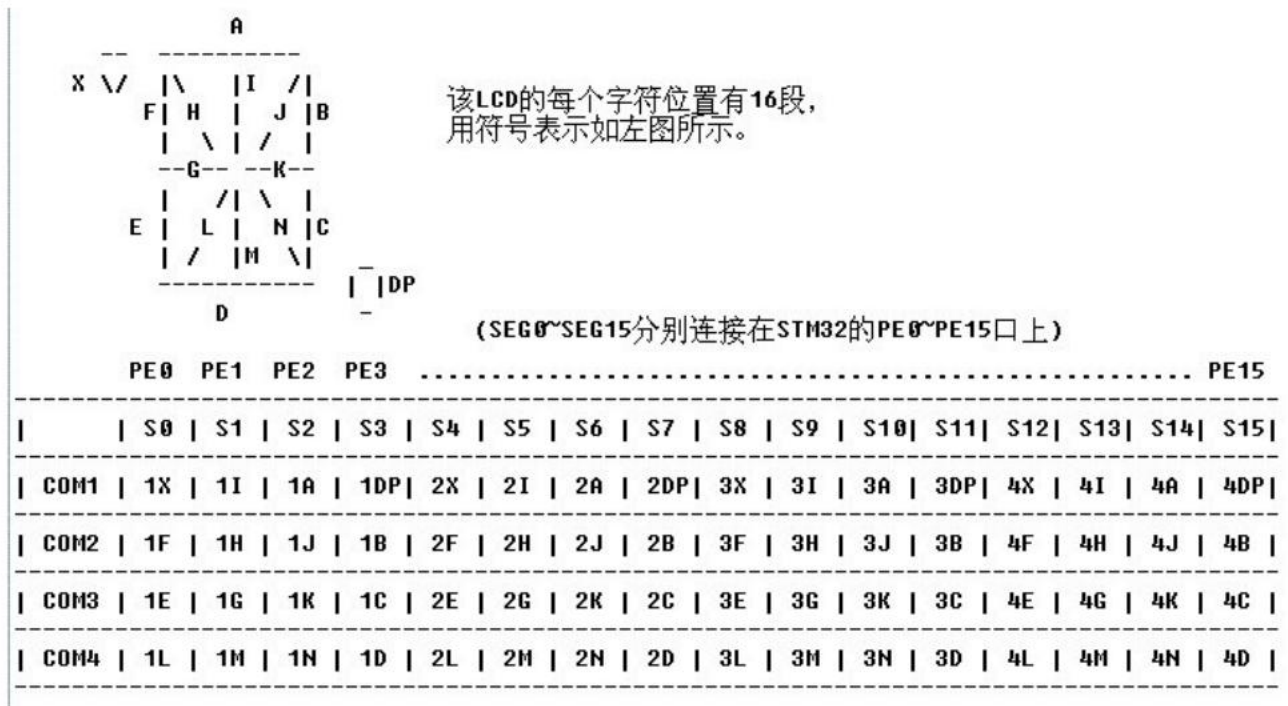 A
X
I
F H J B
G K
E L N C
M
DP
D
该LCD的每个字符位置有16段,
用符号表示如左图所示。
(SEG0~SEG15分别连接在STM32的PE0~PE15口上)
PE0 PE1 PE2 PE3 ...................................................... PE15
| | S0 | S1 | S2 | S3 | S4 | S5 | S6 | S7 | S8 | S9 | S10| S11| S12| S13| S14| S15|
| COM1 | 1X | 1I | 1A | 1DP| 2X | 2I | 2A | 2DP| 3X | 3I | 3A | 3DP| 4X | 4I | 4A | 4DP|
| COM2 | 1F | 1H | 1J | 1B | 2F | 2H | 2J | 2B | 3F | 3H | 3J | 3B | 4F | 4H | 4J | 4B |
| COM3 | 1E | 1G | 1K | 1C | 2E | 2G | 2K | 2C | 3E | 3G | 3K | 3C | 4E | 4G | 4K | 4C |
| COM4 | 1L | 1M | 1N | 1D | 2L | 2M | 2N | 2D | 3L | 3M | 3N | 3D | 4L | 4M | 4N | 4D |